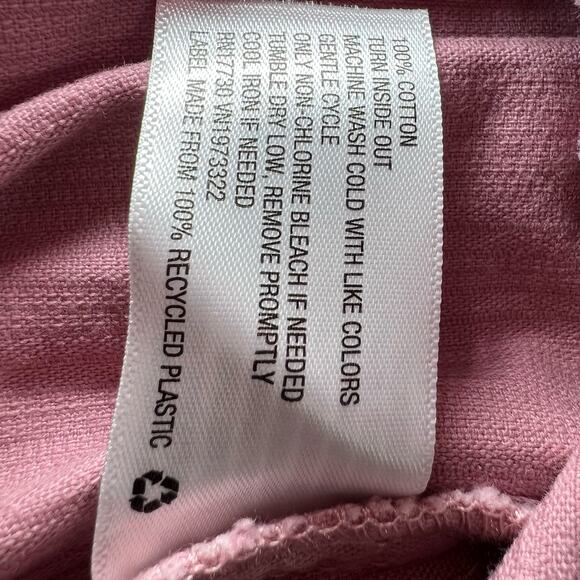 100% COTTON
TURN INSIDE OUT
MACHINE WASH COLD WITH LIKE COLORS
GENTLE CYCLE
ONLY NON-CHLORINE BLEACH IF NEEDED
TUMBLE DRY LOW, REMOVE PROMPTLY
COOL IRON IF NEEDED
RN17730 VN1973322
LABEL MADE FROM 100% RECYCLED PLASTIC